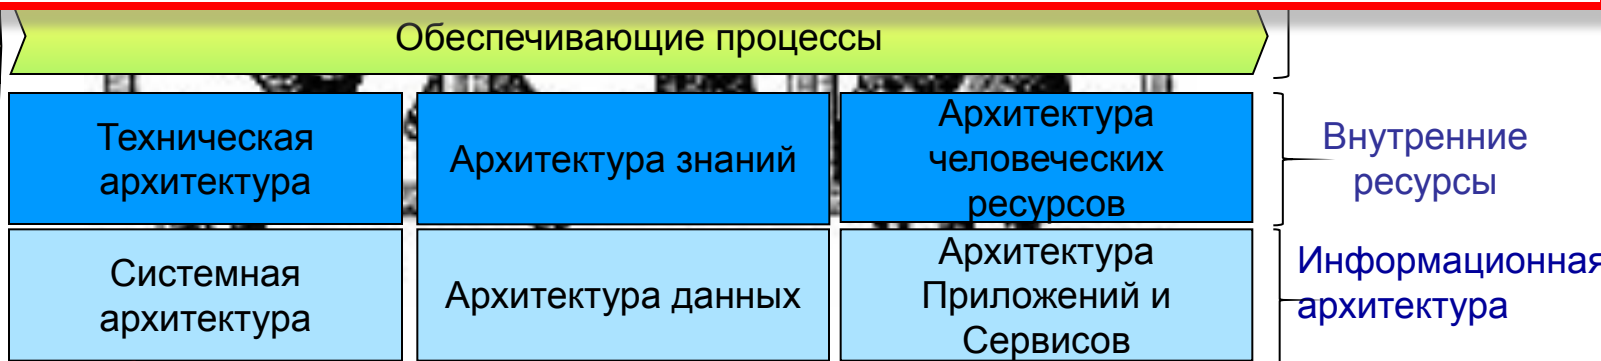 Обеспечивающие процессы
Техническая
архитектура
Архитектура знаний
Архитектура
человеческих
ресурсов
Внутренние
ресурсы
Системная
архитектура
Архитектура данных
Архитектура
Приложений и
Сервисов
Информационная
архитектура